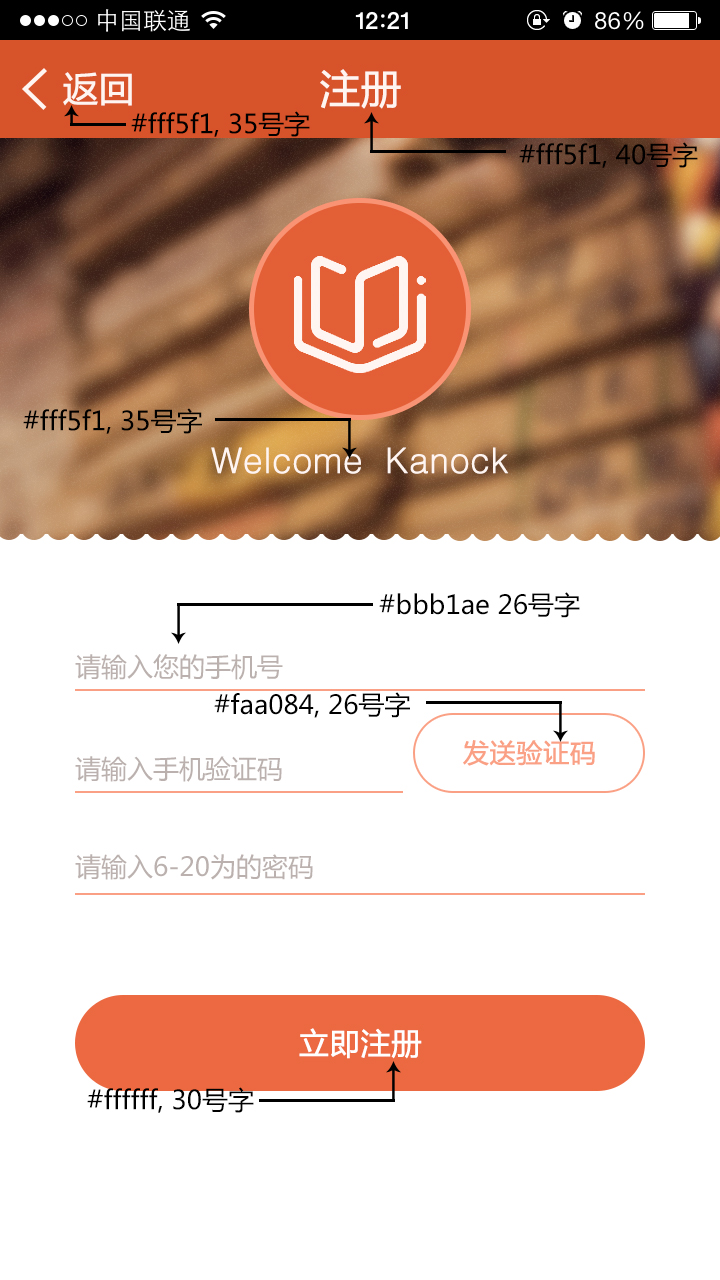 中国联通 12:21 86%
返回 注册
#fff5f1, 35号字
#fff5f1, 40号字
#fff5f1, 35号字
Welcome Kanock
#bbb1ae 26号字
请输入您的手机号
#faa084, 26号字
发送验证码
请输入手机验证码
请输入6-20为的密码
立即注册
#ffffff, 30号字